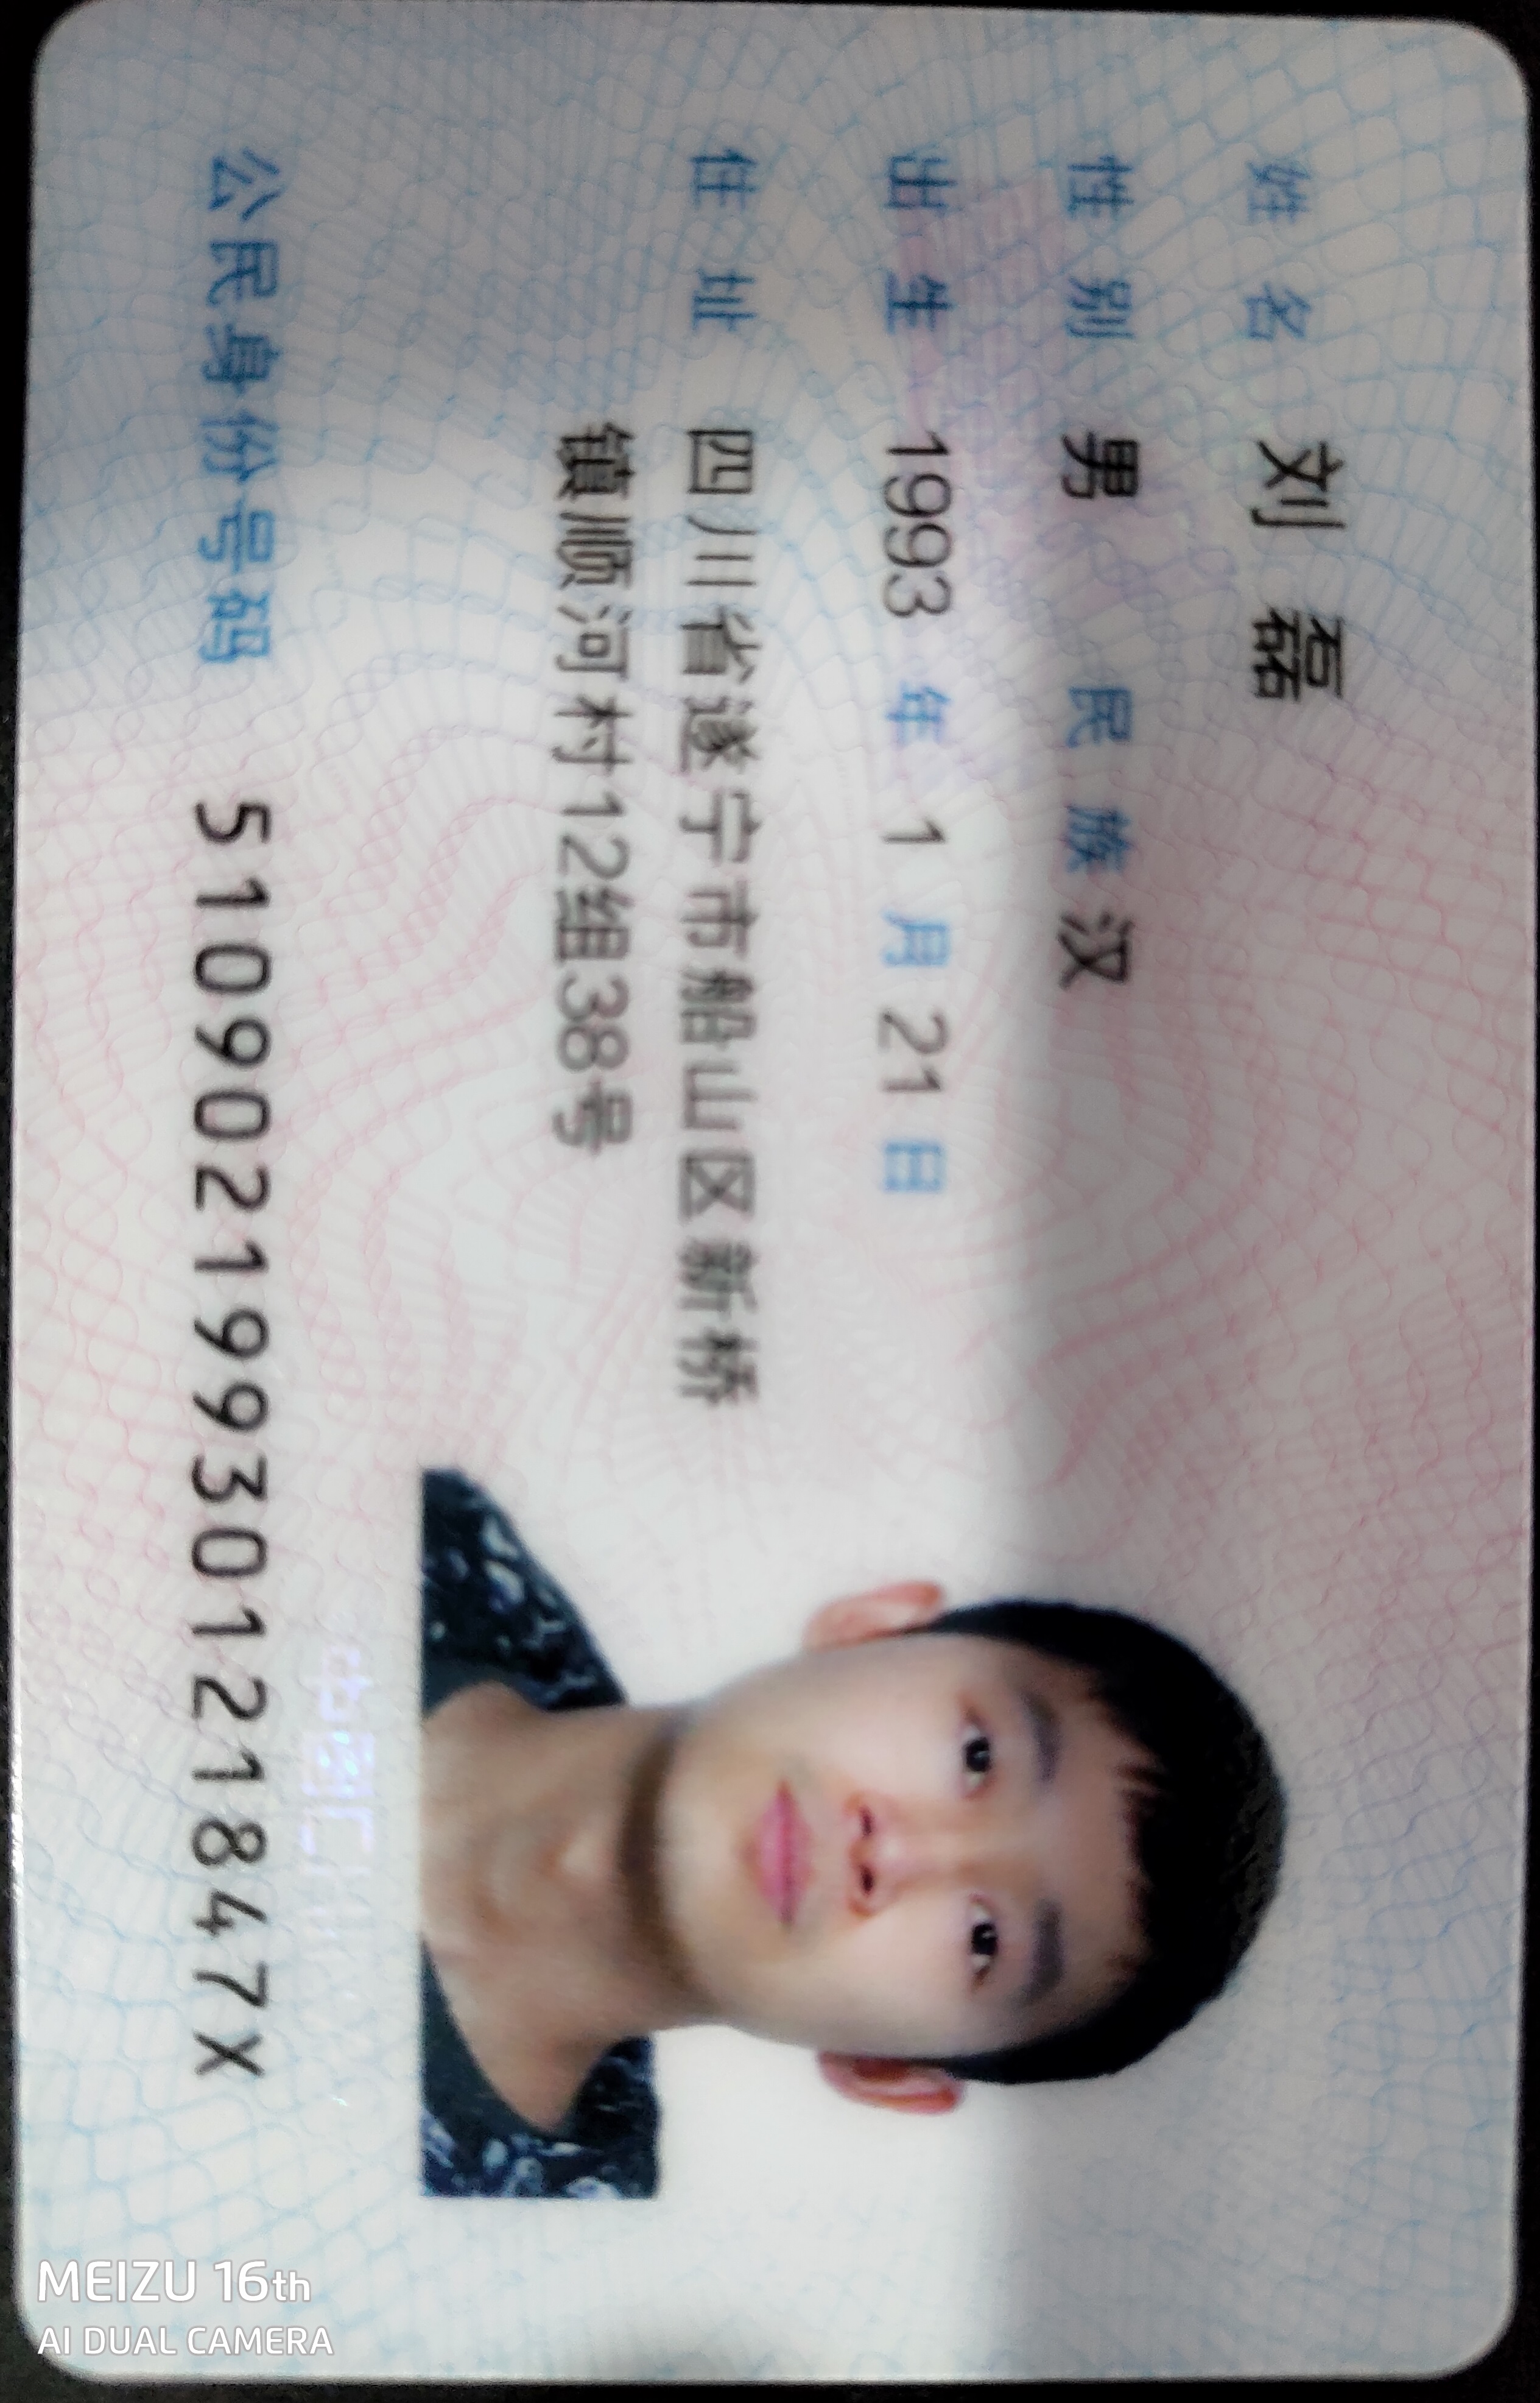 姓名 刘磊
性别 男 民族 汉
出生 1993 年 1 月 21 日
住址 四川省遂宁市船山区新桥
镇顺河村12组38号
公民身份号码 51090219930121847X
MEIZU 16th
AI DUAL CAMERA